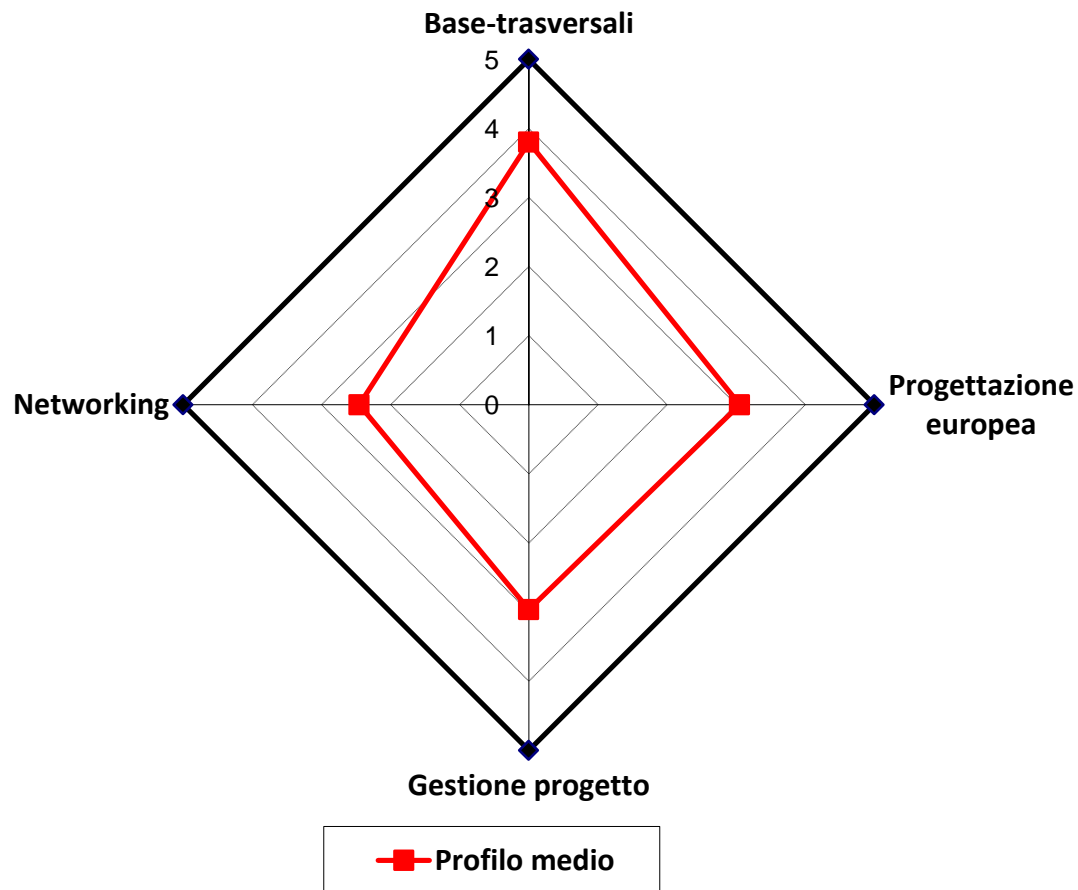 Base-trasversali
5
4
3
2
1
0
Networking
Progettazione
europea
Gestione progetto
Profilo medio